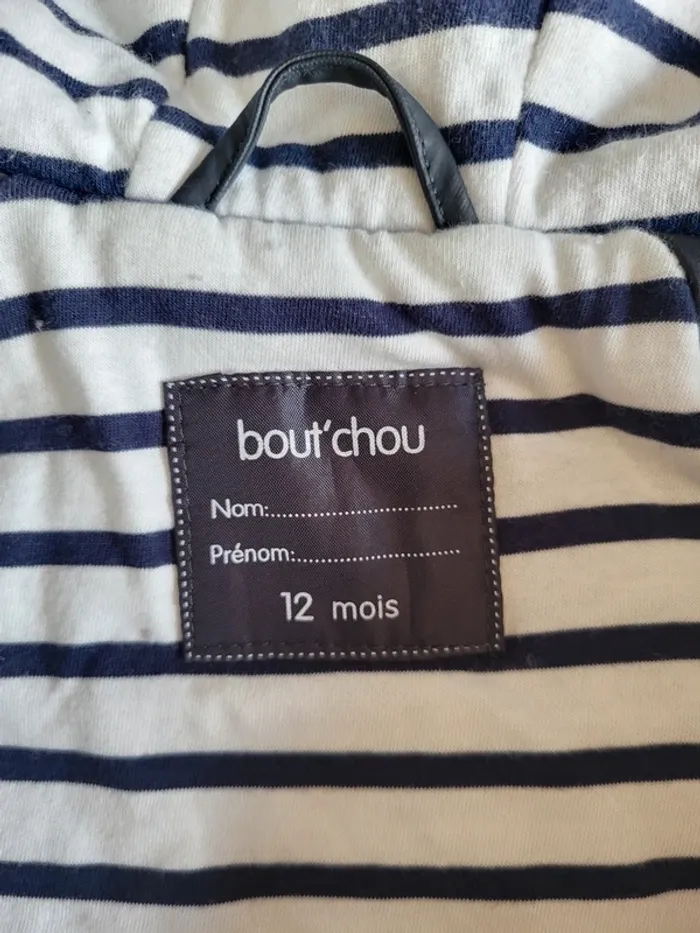 bout'chou
Nom:..............................
Prénom:..........................
12 mois